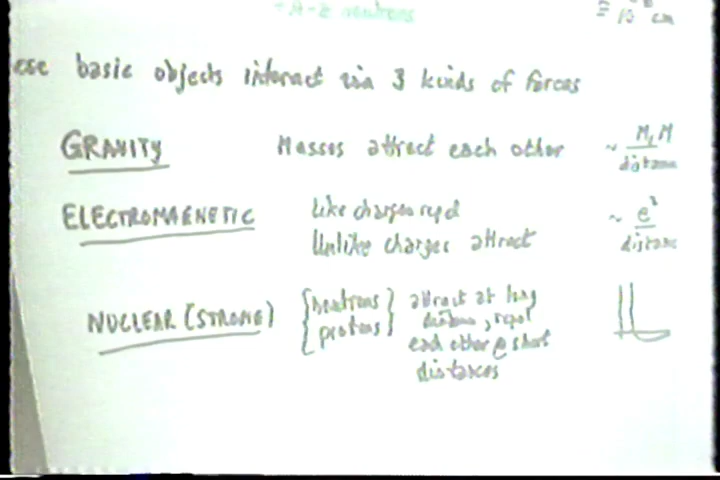 - A-Z neutrons
cm
ese basic objects interact via 3 kinds of forces
GRAVITY Masses attract each other ~ M, M
distance
ELECTROMAGNETIC Like charges repel ~ e²
Unlike charges attract distance
NUCLEAR (STRONG) { neutrons } attract at long
{ protons } distance, repel
each other @ short
distances